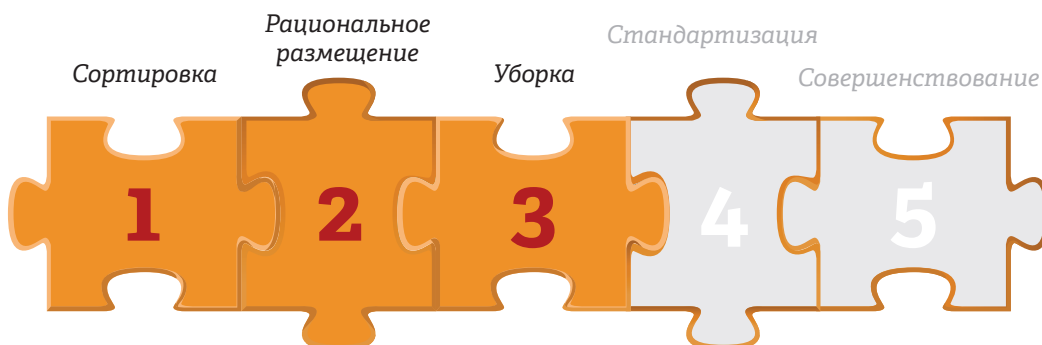 Сортировка
Рациональное
размещение
Уборка
Стандартизация
Совершенствование
1
2
3
4
5